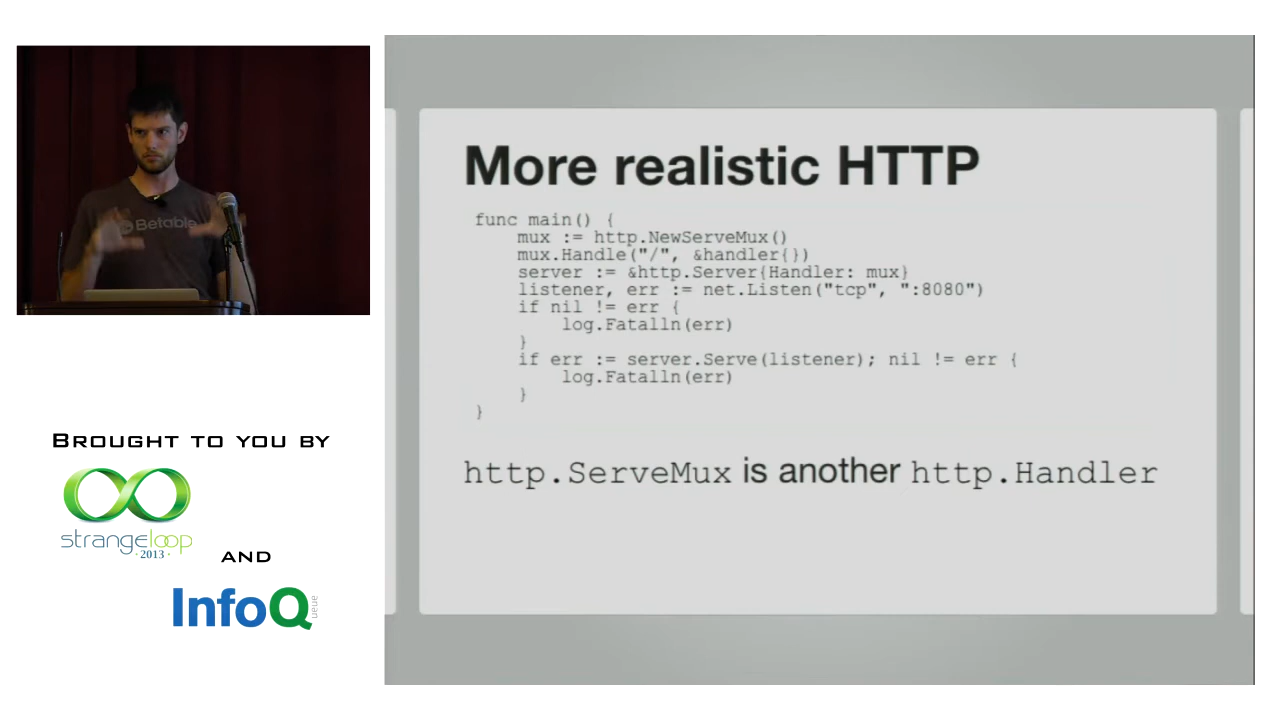 Betable
More realistic HTTP
func main() {
    mux := http.NewServeMux()
    mux.Handle("/", &handler{})
    server := &http.Server{Handler: mux}
    listener, err := net.Listen("tcp", ":8080")
    if nil != err {
        log.Fatalln(err)
    }
    if err := server.Serve(listener); nil != err {
        log.Fatalln(err)
    }
}
http.ServeMux is another http.Handler
Brought to you by
strangeloop
· 2013 ·
and
InfoQ